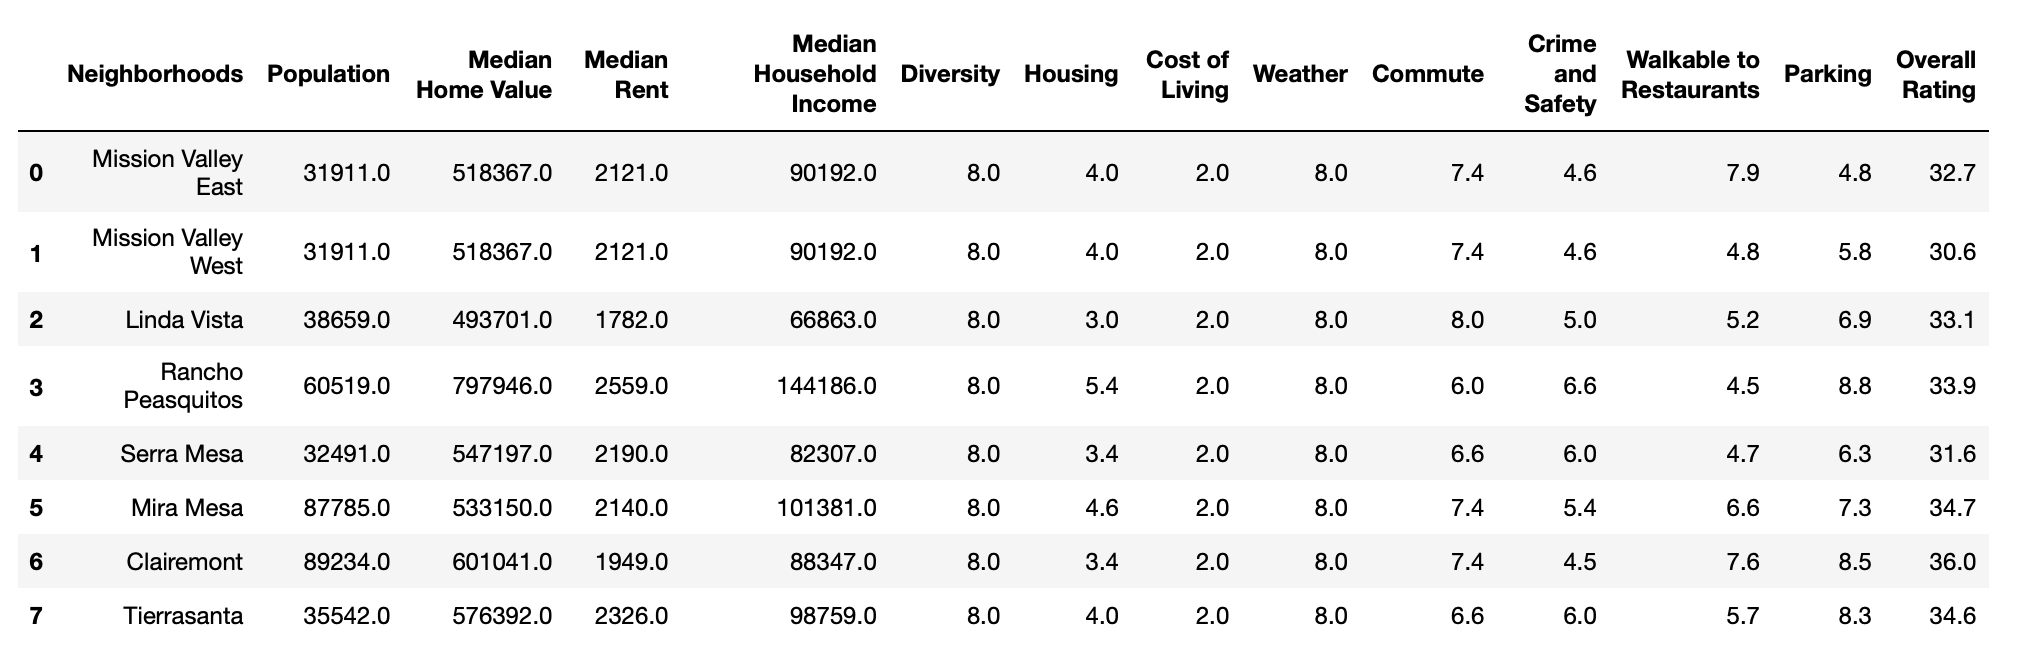 Neighborhoods Population Median Home Value Median Rent Median Household Income Diversity Housing Cost of Living Weather Commute Crime and Safety Walkable to Restaurants Parking Overall Rating
0 Mission Valley East 31911.0 518367.0 2121.0 90192.0 8.0 4.0 2.0 8.0 7.4 4.6 7.9 4.8 32.7
1 Mission Valley West 31911.0 518367.0 2121.0 90192.0 8.0 4.0 2.0 8.0 7.4 4.6 4.8 5.8 30.6
2 Linda Vista 38659.0 493701.0 1782.0 66863.0 8.0 3.0 2.0 8.0 8.0 5.0 5.2 6.9 33.1
3 Rancho Peasquitos 60519.0 797946.0 2559.0 144186.0 8.0 5.4 2.0 8.0 6.0 6.6 4.5 8.8 33.9
4 Serra Mesa 32491.0 547197.0 2190.0 82307.0 8.0 3.4 2.0 8.0 6.6 6.0 4.7 6.3 31.6
5 Mira Mesa 87785.0 533150.0 2140.0 101381.0 8.0 4.6 2.0 8.0 7.4 5.4 6.6 7.3 34.7
6 Clairemont 89234.0 601041.0 1949.0 88347.0 8.0 3.4 2.0 8.0 7.4 4.5 7.6 8.5 36.0
7 Tierrasanta 35542.0 576392.0 2326.0 98759.0 8.0 4.0 2.0 8.0 6.6 6.0 5.7 8.3 34.6